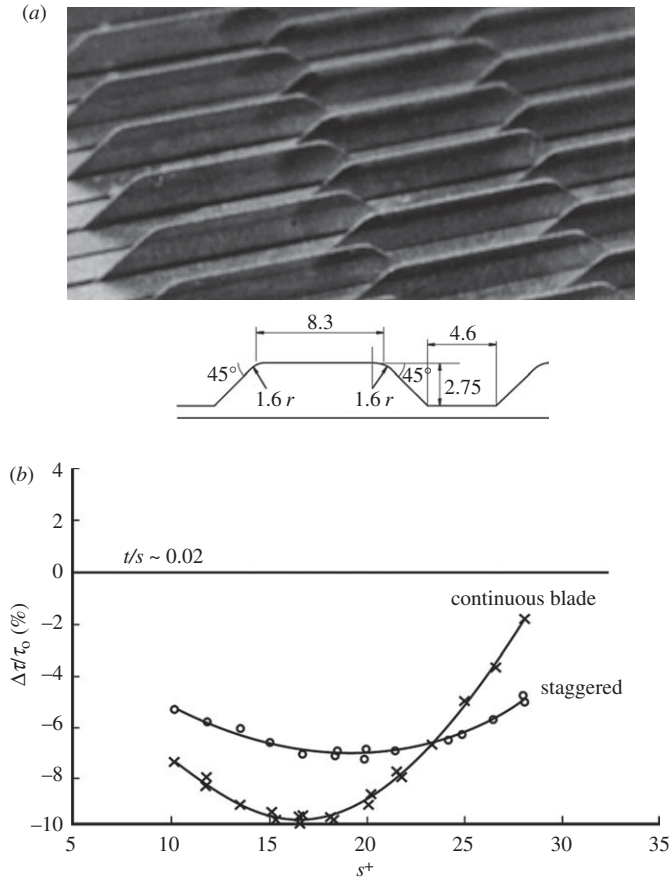 (a)
8.3
4.6
45°
45°
2.75
1.6 r
1.6 r
(b)
4
2
0
−2
−4
−6
−8
−10
t/s ~ 0.02
continuous blade
staggered
Δτ/τo (%)
5
10
15
20
25
30
35
s+